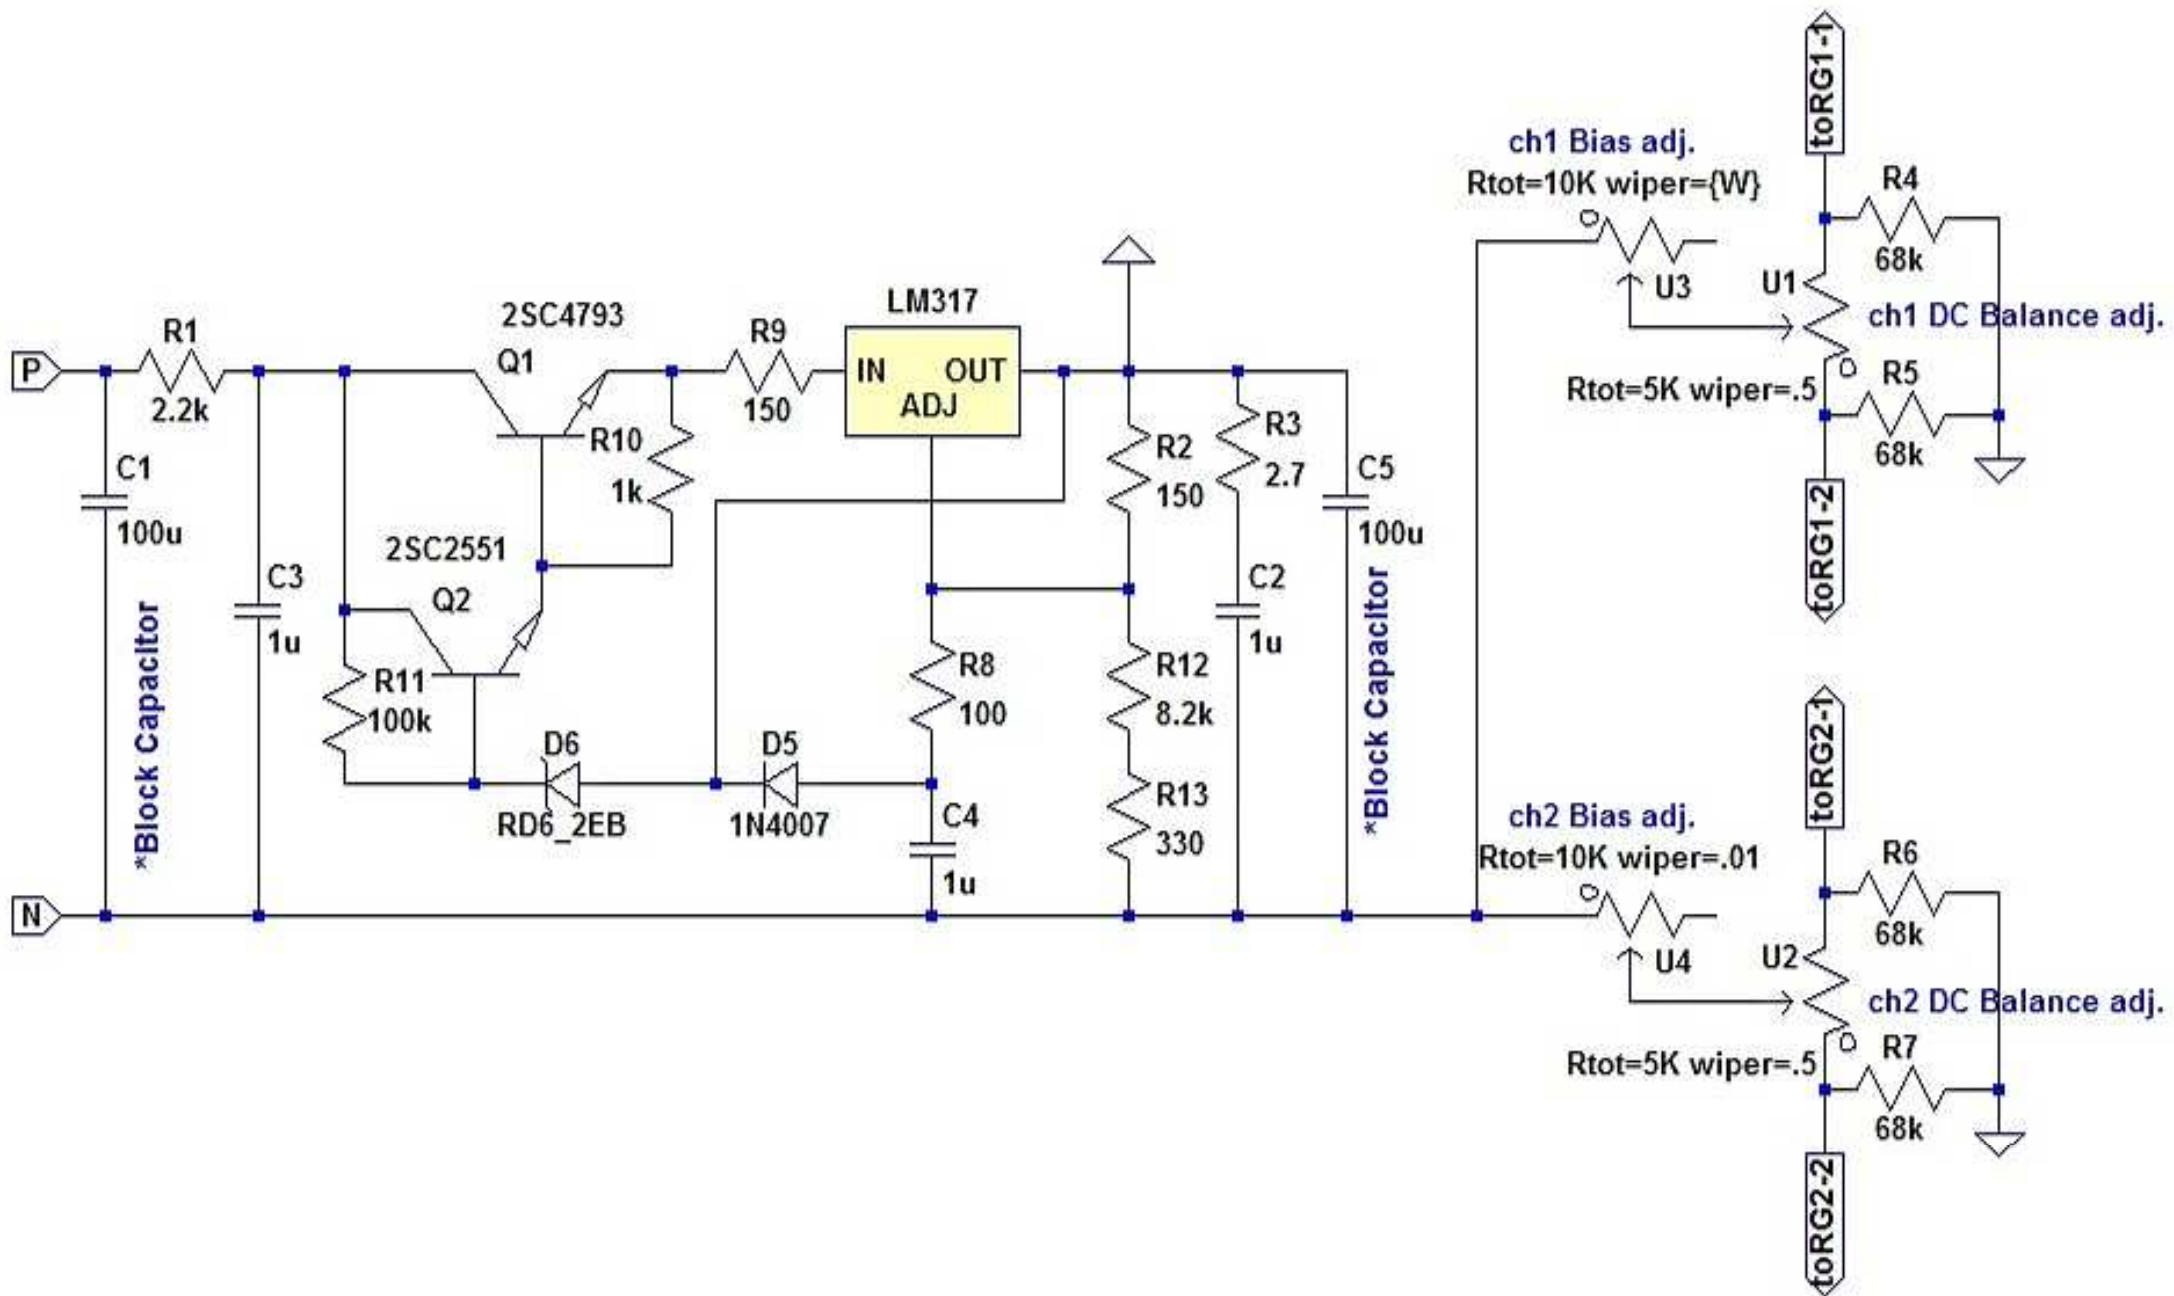 toRG1-1
ch1 Bias adj.
Rtot=10K wiper={W}
U3
R4
68k
U1
ch1 DC Balance adj.
Rtot=5K wiper=.5
R5
68k
toRG1-2
P
R1
2.2k
2SC4793
Q1
R9
150
LM317
IN OUT
ADJ
R10
1k
R2
150
R3
2.7
C5
100u
*Block Capacitor
C1
100u
*Block Capacitor
C3
1u
2SC2551
Q2
C2
1u
R11
100k
R8
100
R12
8.2k
D6
RD6_2EB
D5
1N4007
C4
1u
R13
330
N
toRG2-1
ch2 Bias adj.
Rtot=10K wiper=.01
U4
R6
68k
U2
ch2 DC Balance adj.
Rtot=5K wiper=.5
R7
68k
toRG2-2